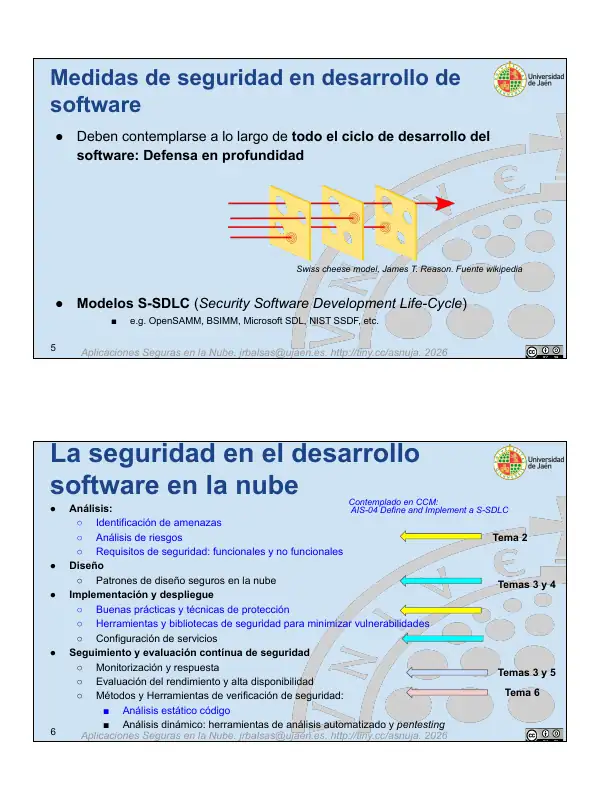 Medidas de seguridad en desarrollo de
software
Universidad
de Jaén
● Deben contemplarse a lo largo de todo el ciclo de desarrollo del
software: Defensa en profundidad
Swiss cheese model, James T. Reason. Fuente wikipedia
● Modelos S-SDLC (Security Software Development Life-Cycle)
■ e.g. OpenSAMM, BSIMM, Microsoft SDL, NIST SSDF, etc.
5
Aplicaciones Seguras en la Nube. jrbalsas@ujaen.es. http://tiny.cc/asnuja. 2026
La seguridad en el desarrollo
software en la nube
Universidad
de Jaén
Contemplado en CCM:
AIS-04 Define and Implement a S-SDLC
● Análisis:
○ Identificación de amenazas
○ Análisis de riesgos
Tema 2
○ Requisitos de seguridad: funcionales y no funcionales
● Diseño
○ Patrones de diseño seguros en la nube
Temas 3 y 4
● Implementación y despliegue
○ Buenas prácticas y técnicas de protección
○ Herramientas y bibliotecas de seguridad para minimizar vulnerabilidades
○ Configuración de servicios
● Seguimiento y evaluación continua de seguridad
○ Monitorización y respuesta
Temas 3 y 5
○ Evaluación del rendimiento y alta disponibilidad
○ Métodos y Herramientas de verificación de seguridad:
Tema 6
■ Análisis estático código
■ Análisis dinámico: herramientas de análisis automatizado y pentesting
6
Aplicaciones Seguras en la Nube. jrbalsas@ujaen.es. http://tiny.cc/asnuja. 2026